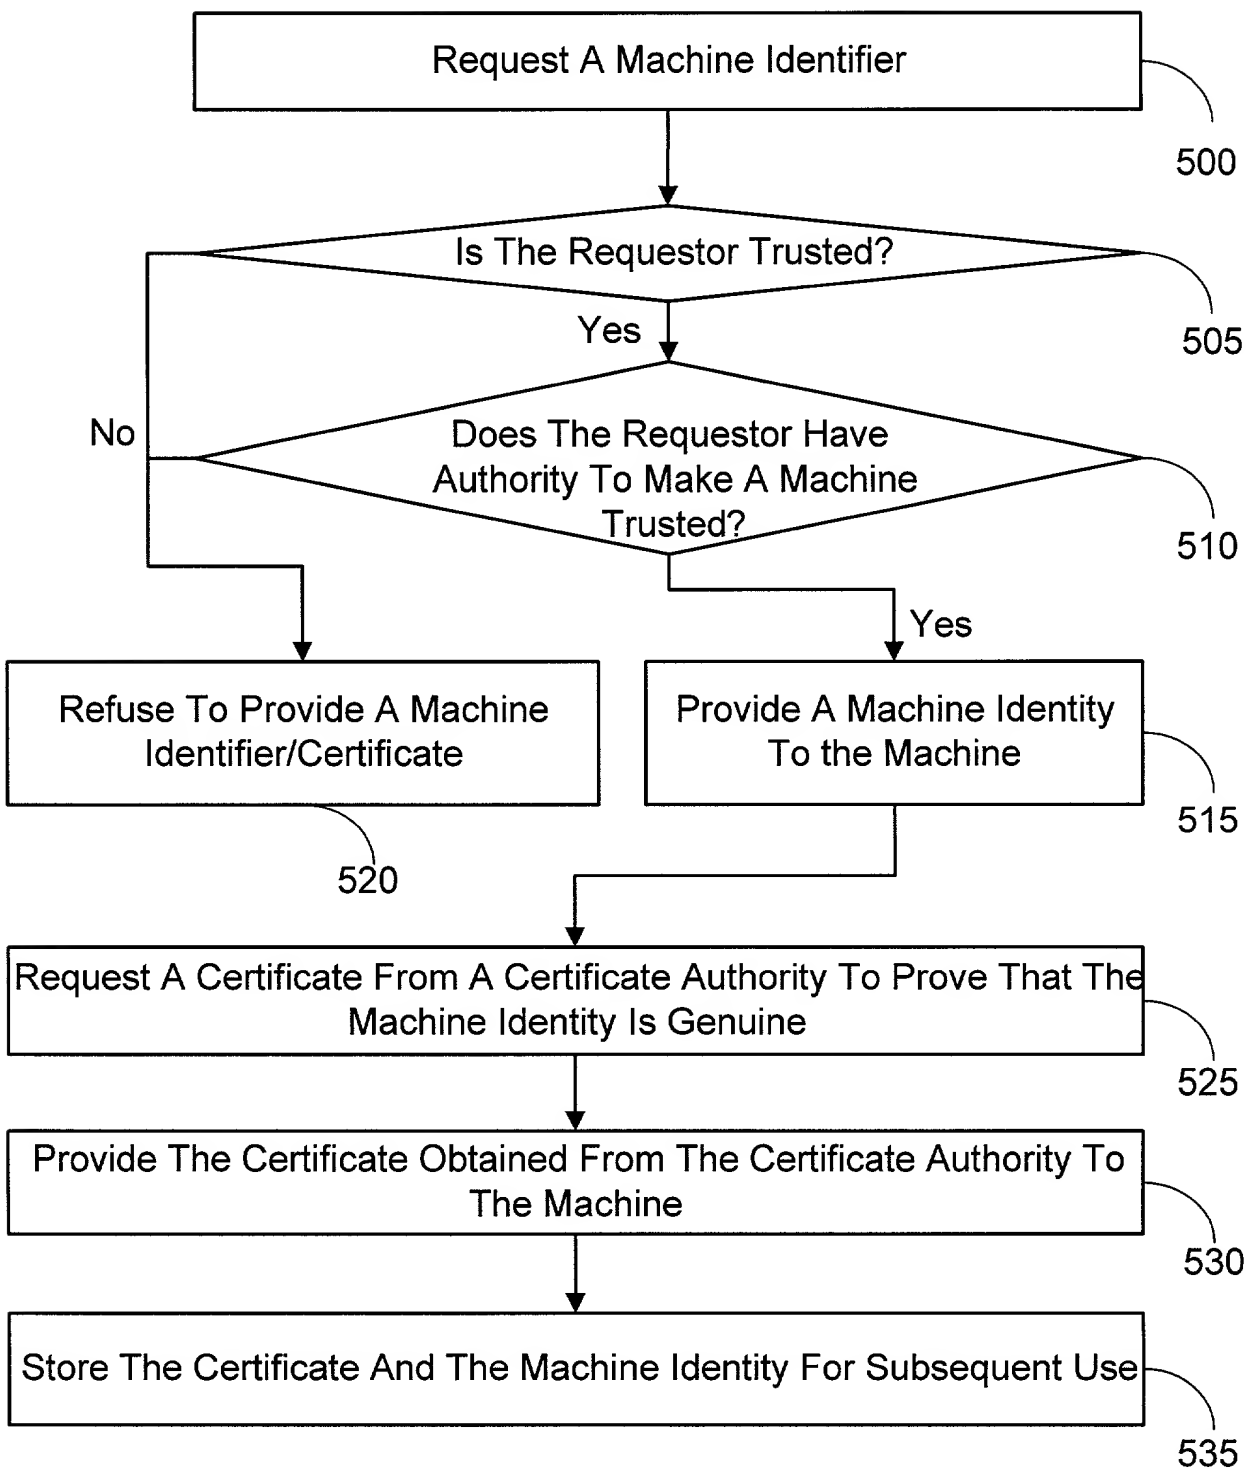 Request A Machine Identifier
500
Is The Requestor Trusted?
505
Yes
No
Does The Requestor Have
Authority To Make A Machine
Trusted?
510
Yes
Refuse To Provide A Machine
Identifier/Certificate
520
Provide A Machine Identity
To the Machine
515
Request A Certificate From A Certificate Authority To Prove That The
Machine Identity Is Genuine
525
Provide The Certificate Obtained From The Certificate Authority To
The Machine
530
Store The Certificate And The Machine Identity For Subsequent Use
535